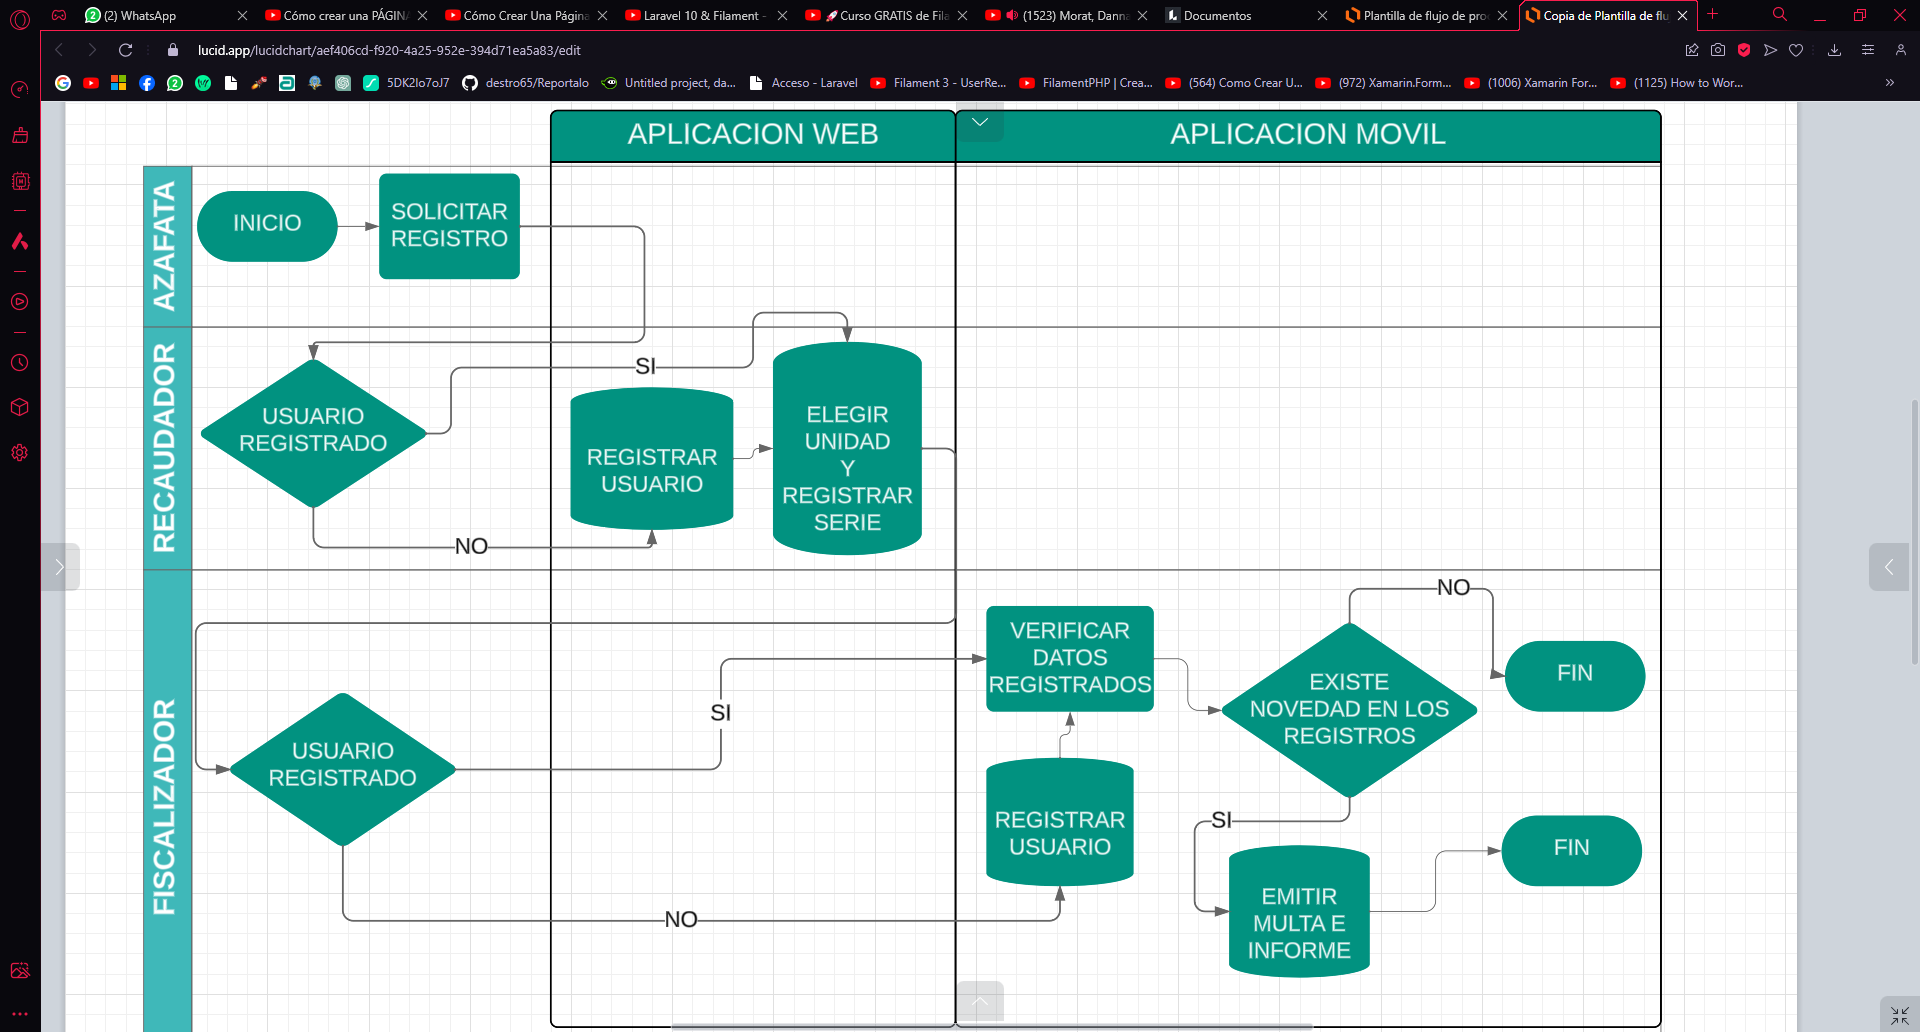 (2) WhatsApp
Cómo crear una PÁGINA
Cómo Crear Una Página
Laravel 10 & Filament -
Curso GRATIS de Fila
(1523) Morat, Danna
Documentos
Plantilla de flujo de pro
Copia de Plantilla de flu
lucid.app/lucidchart/aef406cd-f920-4a25-952e-394d71ea5a83/edit
5DK2Io7oJ7
destro65/Reportalo
Untitled project, da...
Acceso - Laravel
Filament 3 - UserRe...
FilamentPHP | Crea...
(564) Como Crear U...
(972) Xamarin.Form...
(1006) Xamarin For...
(1125) How to Wor...
APLICACION WEB
APLICACION MOVIL
AZAFATA
INICIO
SOLICITAR
REGISTRO
RECAUDADOR
USUARIO
REGISTRADO
SI
NO
REGISTRAR
USUARIO
ELEGIR
UNIDAD
Y
REGISTRAR
SERIE
FISCALIZADOR
USUARIO
REGISTRADO
SI
NO
VERIFICAR
DATOS
REGISTRADOS
REGISTRAR
USUARIO
EXISTE
NOVEDAD EN LOS
REGISTROS
NO
FIN
SI
EMITIR
MULTA E
INFORME
FIN